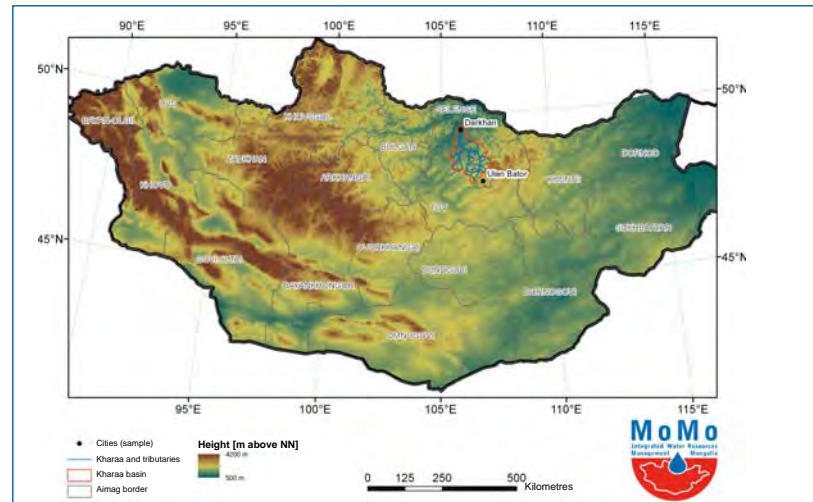 90°E 95°E 100°E 105°E 110°E 115°E
50°N
50°N
SELENGE
Darkhan
UVS
BAYAN-OLGII
KHOVSGOL
BULGAN
DORNOD
ZAVKHAN
ARKHANGAI
Ulan Bator
KHENTII
KHOVD
TUV
SUKHBAATAR
45°N
45°N
UVURKHANGAI
GOVI-ALTAI
DUNDGOVI
BAYANKHONGOR
DORNOGOVI
OMNOGOVI
95°E 100°E 105°E 110°E 115°E
Cities (sample)
Kharaa and tributaries
Kharaa basin
Aimag border
Height [m above NN]
4200 m
500 m
0 125 250 500
Kilometres
MoMo
Integrated Water Resources
Management Mongolia